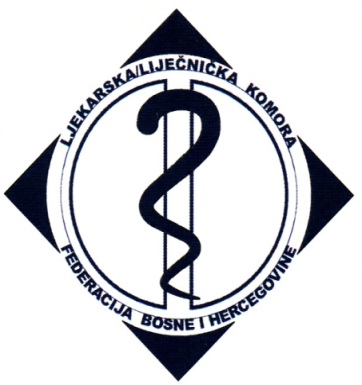 LJEKARSKA/LIJEČNIČKA KOMORA
FEDERACIJA BOSNE I HERCEGOVINE